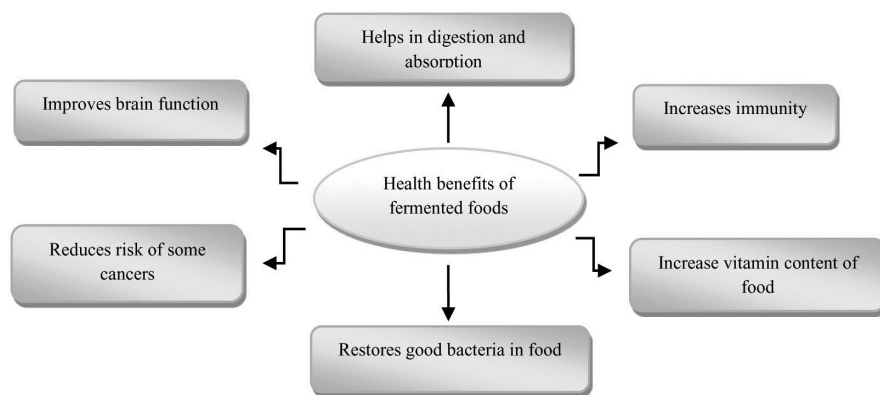 Helps in digestion and
absorption
Improves brain function
Increases immunity
Health benefits of
fermented foods
Reduces risk of some
cancers
Increase vitamin content of
food
Restores good bacteria in food